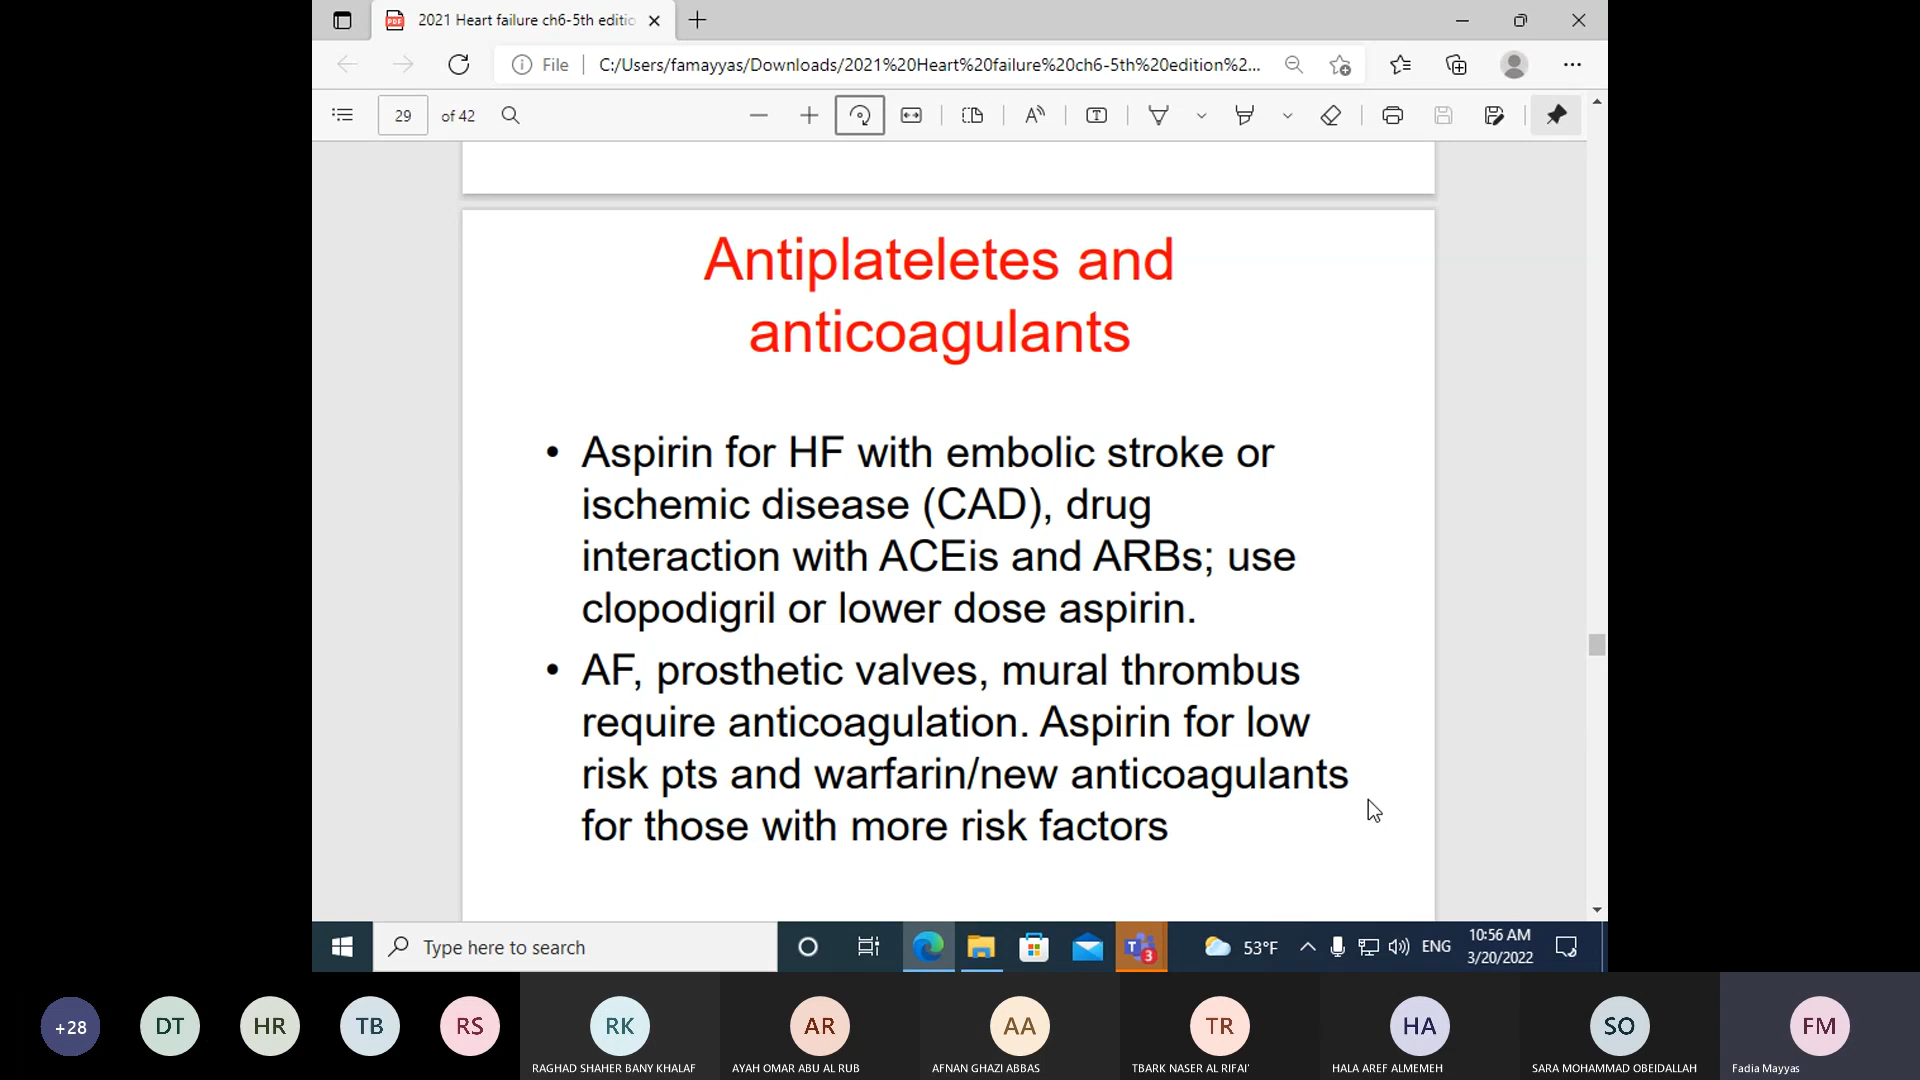 2021 Heart failure ch6-5th editio
File
C:/Users/famayyas/Downloads/2021%20Heart%20failure%20ch6-5th%20edition%2...
29 of 42
Antiplateletes and
anticoagulants
• Aspirin for HF with embolic stroke or
ischemic disease (CAD), drug
interaction with ACEis and ARBs; use
clopodigril or lower dose aspirin.
• AF, prosthetic valves, mural thrombus
require anticoagulation. Aspirin for low
risk pts and warfarin/new anticoagulants
for those with more risk factors
Type here to search
3
53°F
ENG
10:56 AM
3/20/2022
+28
DT
HR
TB
RS
RK
AR
AA
TR
HA
SO
FM
RAGHAD SHAHER BANY KHALAF
AYAH OMAR ABU AL RUB
AFNAN GHAZI ABBAS
TBARK NASER AL RIFAI'
HALA AREF ALMEMEH
SARA MOHAMMAD OBEIDALLAH
Fadia Mayyas